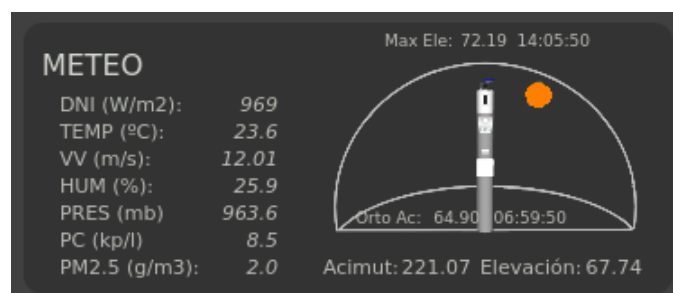 Max Ele: 72.19 14:05:50
METEO
DNI (W/m2): 969
TEMP (ºC): 23.6
VV (m/s): 12.01
HUM (%): 25.9
PRES (mb) 963.6
Orto Ac: 64.90 06:59:50
PC (kp/l) 8.5
PM2.5 (g/m3): 2.0
Acimut: 221.07 Elevación: 67.74